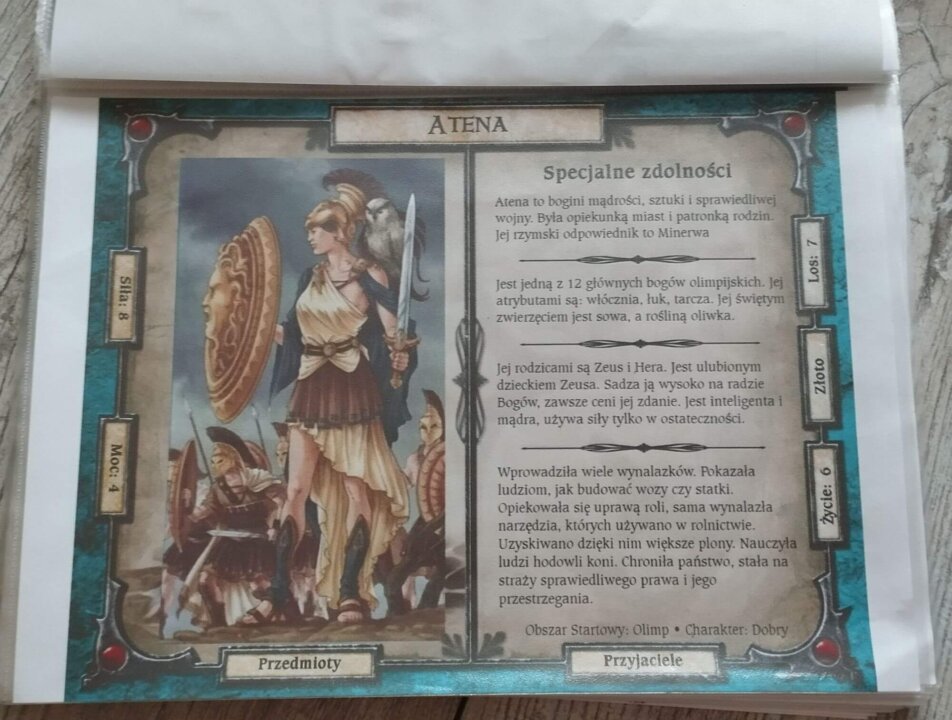 ATENA
Siła: 8
Moc: 4
Specjalne zdolności
Atena to bogini mądrości, sztuki i sprawiedliwej
wojny. Była opiekunką miast i patronką rodzin.
Jej rzymski odpowiednik to Minerwa
Jest jedną z 12 głównych bogów olimpijskich. Jej
atrybutami są: włócznia, łuk, tarcza. Jej świętym
zwierzęciem jest sowa, a rośliną oliwka.
Jej rodzicami są Zeus i Hera. Jest ulubionym
dzieckiem Zeusa. Sadza ją wysoko na radzie
Bogów, zawsze ceni jej zdanie. Jest inteligenta i
mądra, używa siły tylko w ostateczności.
Wprowadziła wiele wynalazków. Pokazała
ludziom, jak budować wozy czy statki.
Opiekowała się uprawą roli, sama wynalazła
narzędzia, których używano w rolnictwie.
Uzyskiwano dzięki nim większe plony. Nauczyła
ludzi hodowli koni. Chroniła państwo, stała na
straży sprawiedliwego prawa i jego
przestrzegania.
Obszar Startowy: Olimp • Charakter: Dobry
Los: 7
Złoto
Życie: 6
Przedmioty
Przyjaciele